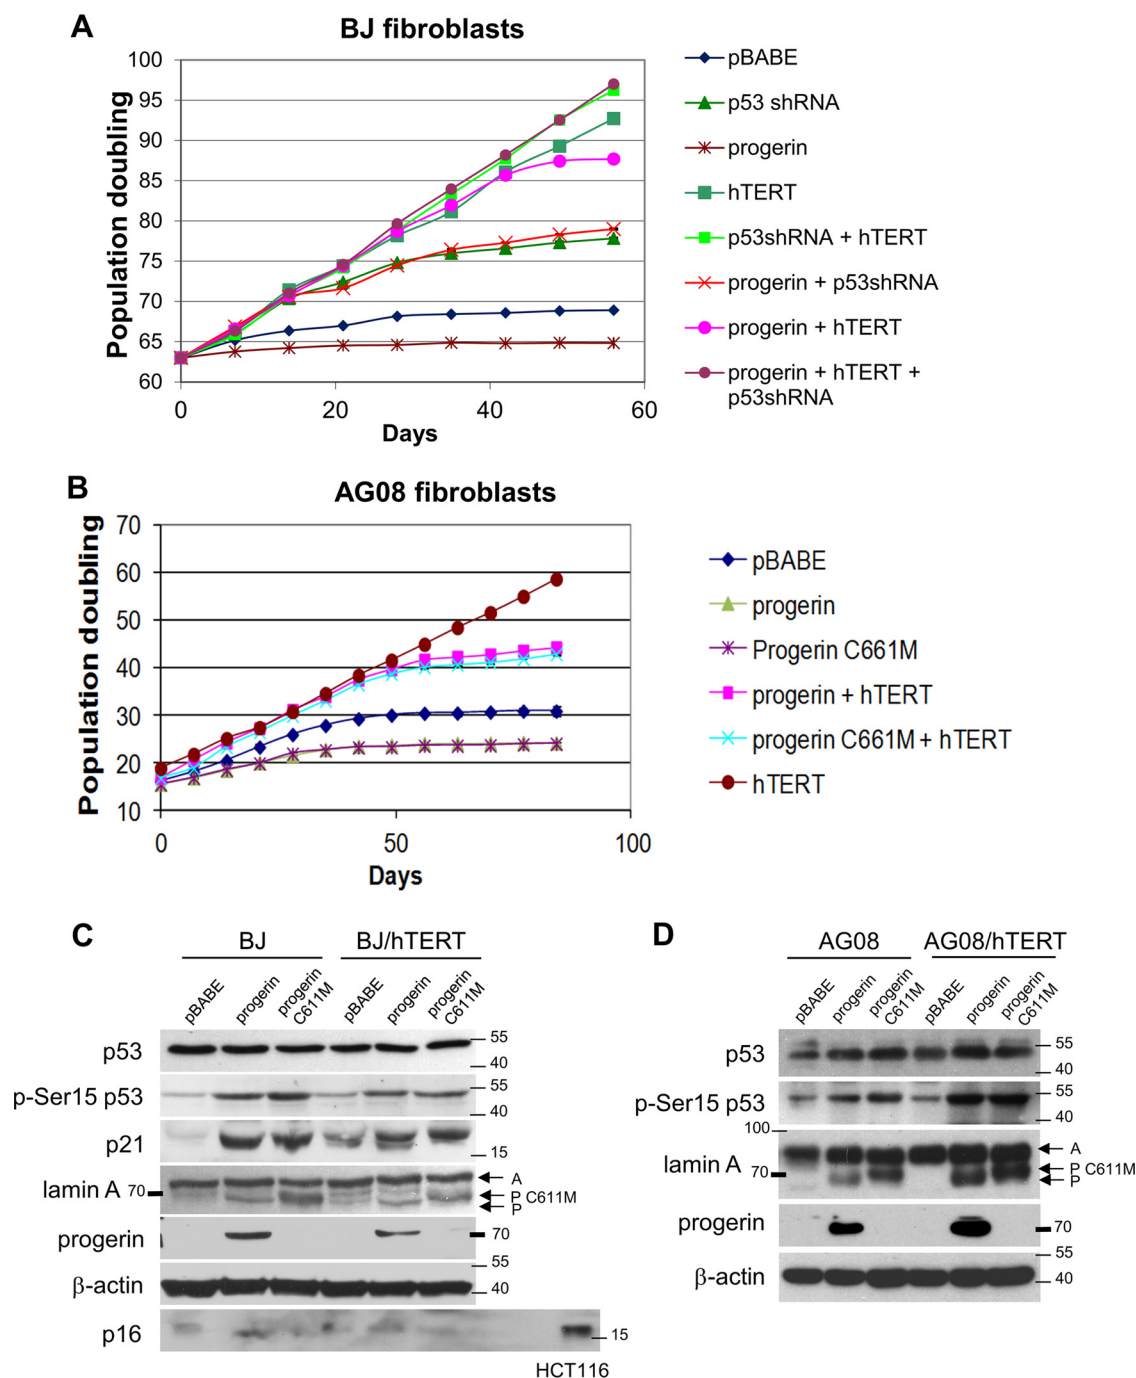 A
BJ fibroblasts
Population doubling
100
95
90
85
80
75
70
65
60
0
20
40
60
Days
pBABE
p53 shRNA
progerin
hTERT
p53shRNA + hTERT
progerin + p53shRNA
progerin + hTERT
progerin + hTERT +
p53shRNA
B
AG08 fibroblasts
Population doubling
70
60
50
40
30
20
10
0
50
100
Days
pBABE
progerin
Progerin C661M
progerin + hTERT
progerin C661M + hTERT
hTERT
C
BJ
BJ/hTERT
pBABE
progerin
progerin
C611M
pBABE
progerin
progerin
C611M
p53
55
40
p-Ser15 p53
55
40
p21
15
lamin A
70
A
P C611M
P
progerin
70
β-actin
55
40
p16
15
HCT116
D
AG08
AG08/hTERT
pBABE
progerin
progerin
C611M
pBABE
progerin
progerin
C611M
p53
55
40
p-Ser15 p53
55
40
100
lamin A
70
A
P C611M
P
progerin
70
β-actin
55
40